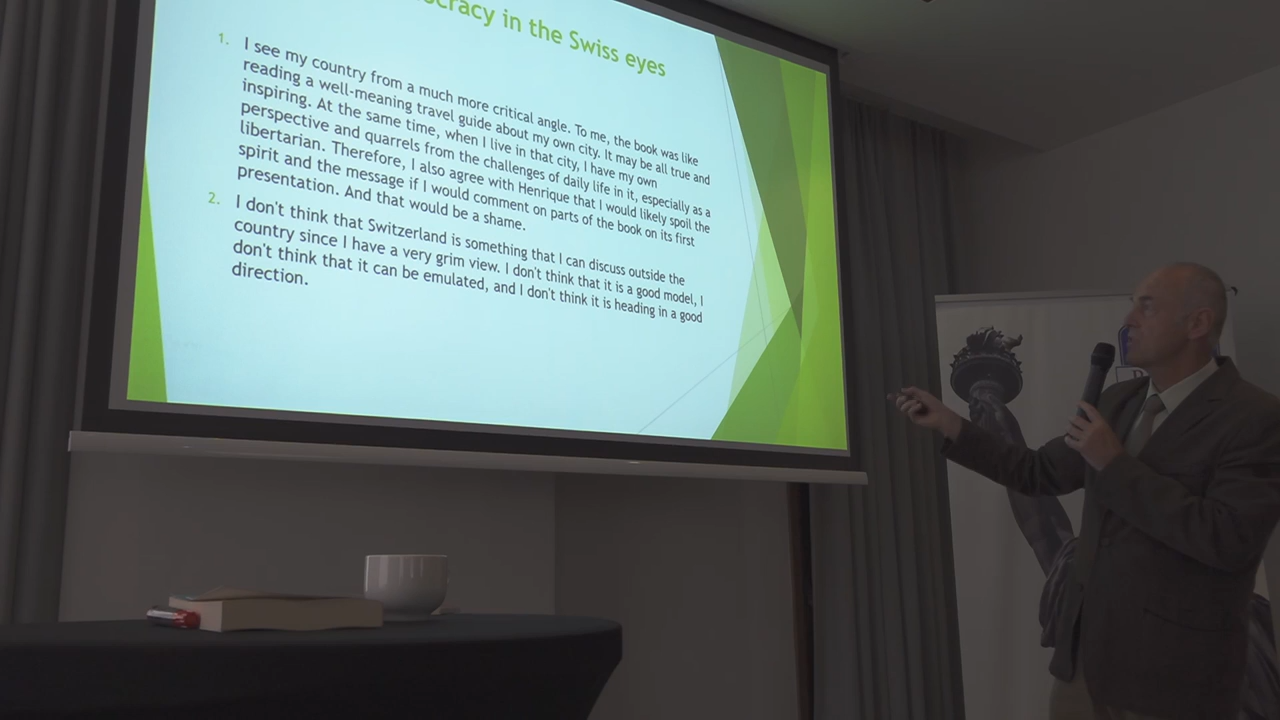 in the Swiss eyes
1. I see my country from a much more critical angle. To me, the book was like
reading a well-meaning travel guide about my own city. It may be all true and
inspiring. At the same time, when I live in that city, I have my own
perspective and quarrels from the challenges of daily life in it, especially as a
libertarian. Therefore, I also agree with Henrique that I would likely spoil the
spirit and the message if I would comment on parts of the book on its first
presentation. And that would be a shame.
2. I don't think that Switzerland is something that I can discuss outside the
country since I have a very grim view. I don't think that it is a good model, I
don't think that it can be emulated, and I don't think it is heading in a good
direction.